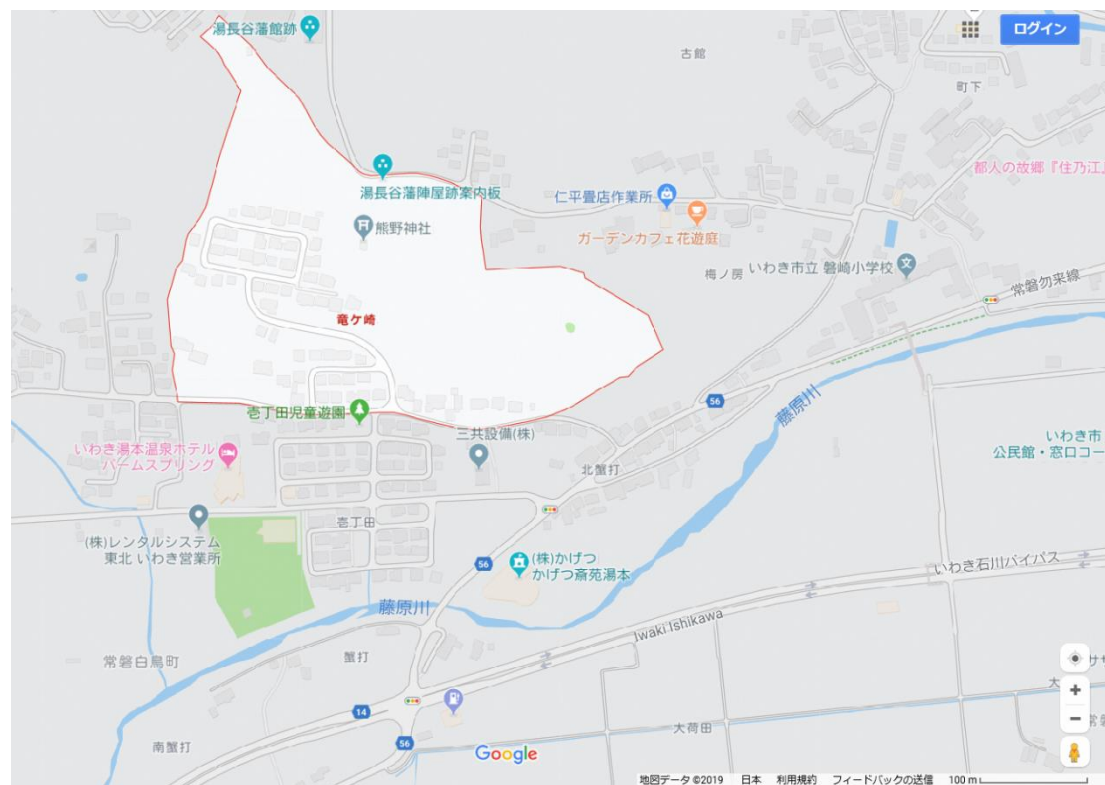 湯長谷藩館跡
ログイン
古館
町下
都人の故郷『住乃江』
湯長谷藩陣屋跡案内板
仁平畳店作業所
熊野神社
ガーデンカフェ花遊庭
梅ノ房
いわき市立 磐崎小学校
常磐勿来線
竜ケ崎
56
藤原川
壱丁田児童遊園
三共設備(株)
いわき湯本温泉ホテル
パームスプリング
北蟹打
いわき市
公民館・窓口コー
壱丁田
(株)レンタルシステム
東北 いわき営業所
56
(株)かげつ
かげつ斎苑湯本
いわき石川バイパス
藤原川
Iwaki Ishikawa
蟹打
常磐白鳥町
14
56
大荷田
南蟹打
Google
地図データ ©2019 日本 利用規約 フィードバックの送信 100 m